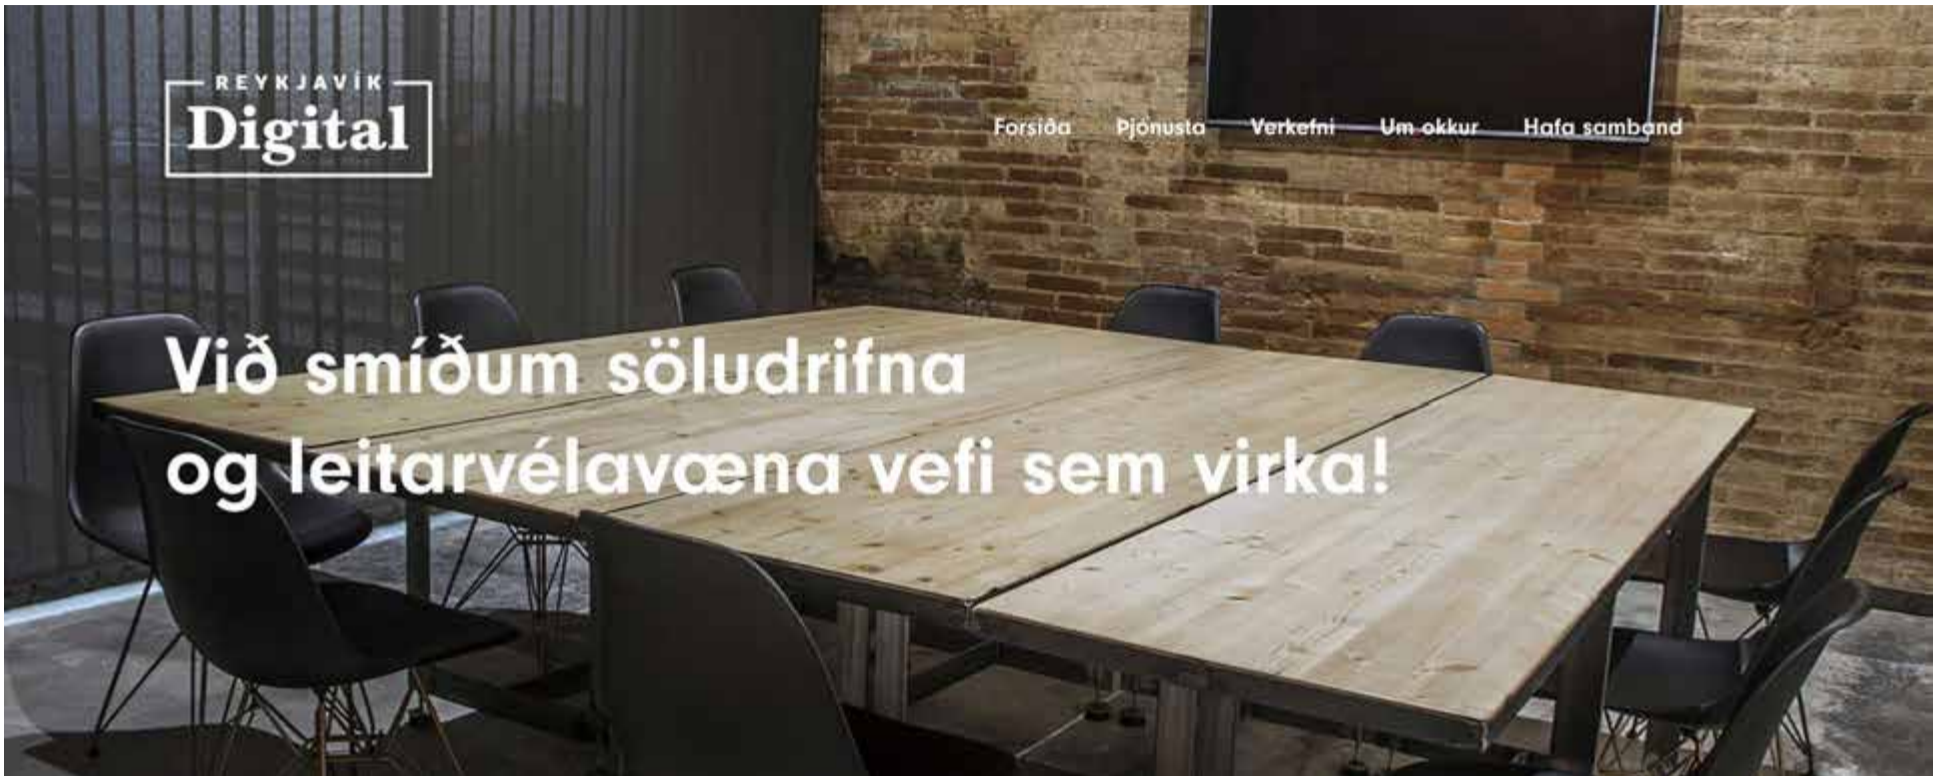 REYKJAVÍK
Digital
Forsíða Þjónusta Verkefni Um okkur Hafa samband
Við smíðum söludrifna
og leitarvélavæna vefi sem virka!